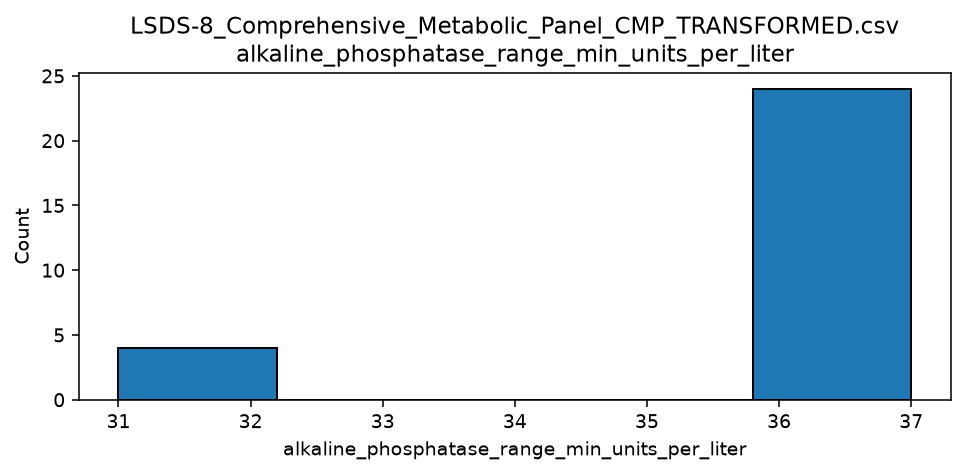 LSDS-8_Comprehensive_Metabolic_Panel_CMP_TRANSFORMED.csv
alkaline_phosphatase_range_min_units_per_liter
25
20
15
10
5
0
Count
31 32 33 34 35 36 37
alkaline_phosphatase_range_min_units_per_liter